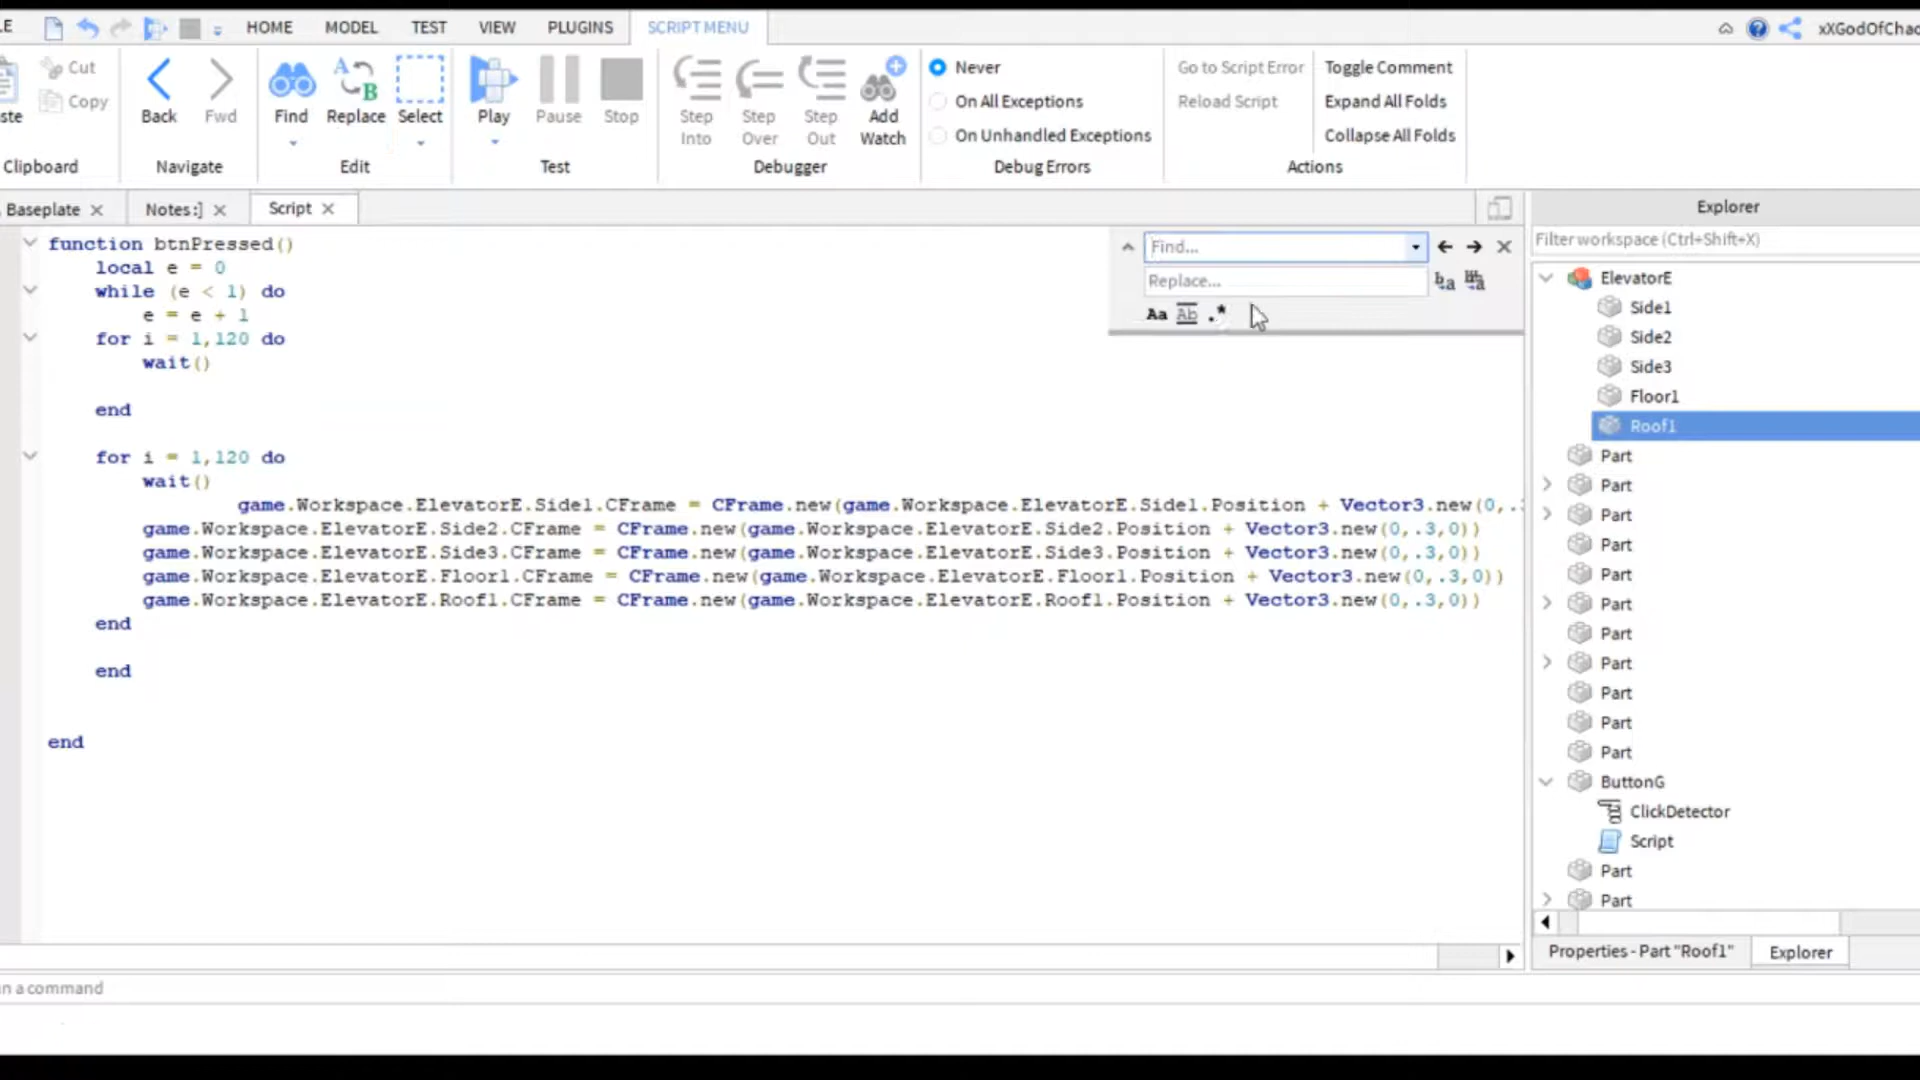 LE HOME MODEL TEST VIEW PLUGINS SCRIPT MENU xXGodOfChao
Cut
Copy
ste
Clipboard
Back Fwd
Navigate
Find Replace Select
Edit
Play Pause Stop
Test
Step Into Step Over Step Out Add Watch
Debugger
Never
On All Exceptions
On Unhandled Exceptions
Debug Errors
Go to Script Error
Reload Script
Toggle Comment
Expand All Folds
Collapse All Folds
Actions
Baseplate Notes:] Script
Find...
Replace...
Aa Ab .*
function btnPressed()
local e = 0
while (e < 1) do
e = e + 1
for i = 1,120 do
wait()
end
for i = 1,120 do
wait()
game.Workspace.ElevatorE.Side1.CFrame = CFrame.new(game.Workspace.ElevatorE.Side1.Position + Vector3.new(0,.3
game.Workspace.ElevatorE.Side2.CFrame = CFrame.new(game.Workspace.ElevatorE.Side2.Position + Vector3.new(0,.3,0))
game.Workspace.ElevatorE.Side3.CFrame = CFrame.new(game.Workspace.ElevatorE.Side3.Position + Vector3.new(0,.3,0))
game.Workspace.ElevatorE.Floor1.CFrame = CFrame.new(game.Workspace.ElevatorE.Floor1.Position + Vector3.new(0,.3,0))
game.Workspace.ElevatorE.Roof1.CFrame = CFrame.new(game.Workspace.ElevatorE.Roof1.Position + Vector3.new(0,.3,0))
end
end
end
Explorer
Filter workspace (Ctrl+Shift+X)
ElevatorE
Side1
Side2
Side3
Floor1
Roof1
Part
Part
Part
Part
Part
Part
Part
Part
Part
Part
Part
ButtonG
ClickDetector
Script
Part
Part
Properties - Part "Roof1" Explorer
n a command